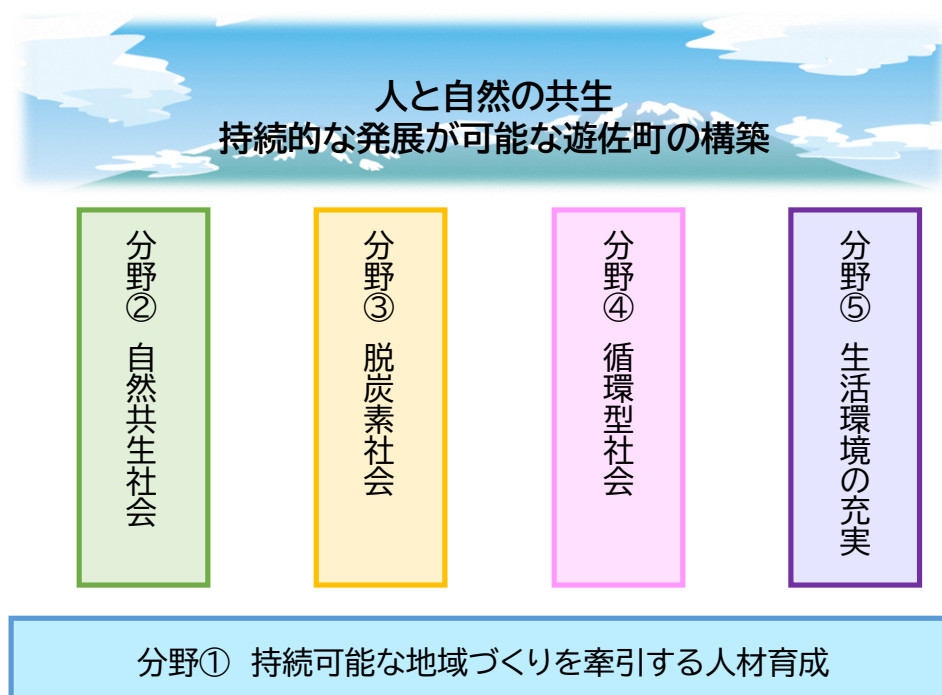 人と自然の共生
持続的な発展が可能な遊佐町の構築
分野② 自然共生社会
分野③ 脱炭素社会
分野④ 循環型社会
分野⑤ 生活環境の充実
分野① 持続可能な地域づくりを牽引する人材育成